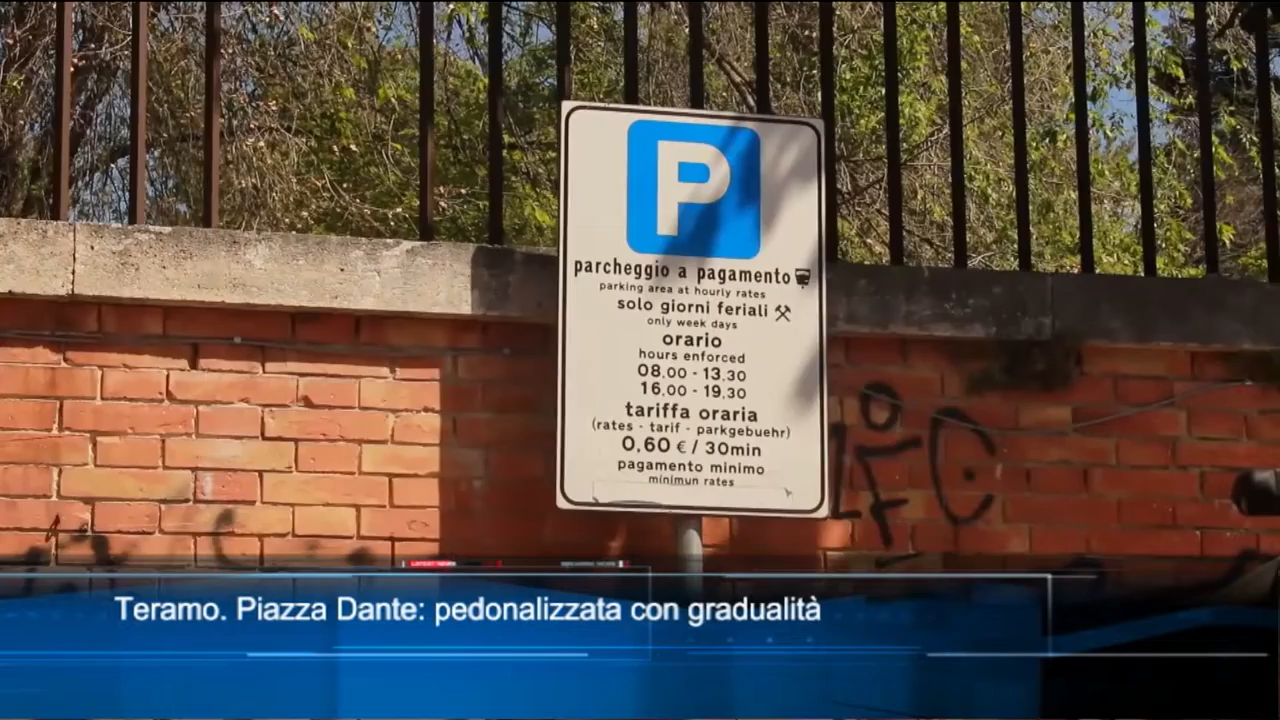 P
parcheggio a pagamento
parking area at hourly rates
solo giorni feriali
only week days
orario
hours enforced
08.00 - 13.30
16.00 - 19.30
tariffa oraria
(rates - tarif - parkgebuehr)
0.60 € / 30min
pagamento minimo
minimun rates
Teramo. Piazza Dante: pedonalizzata con gradualità